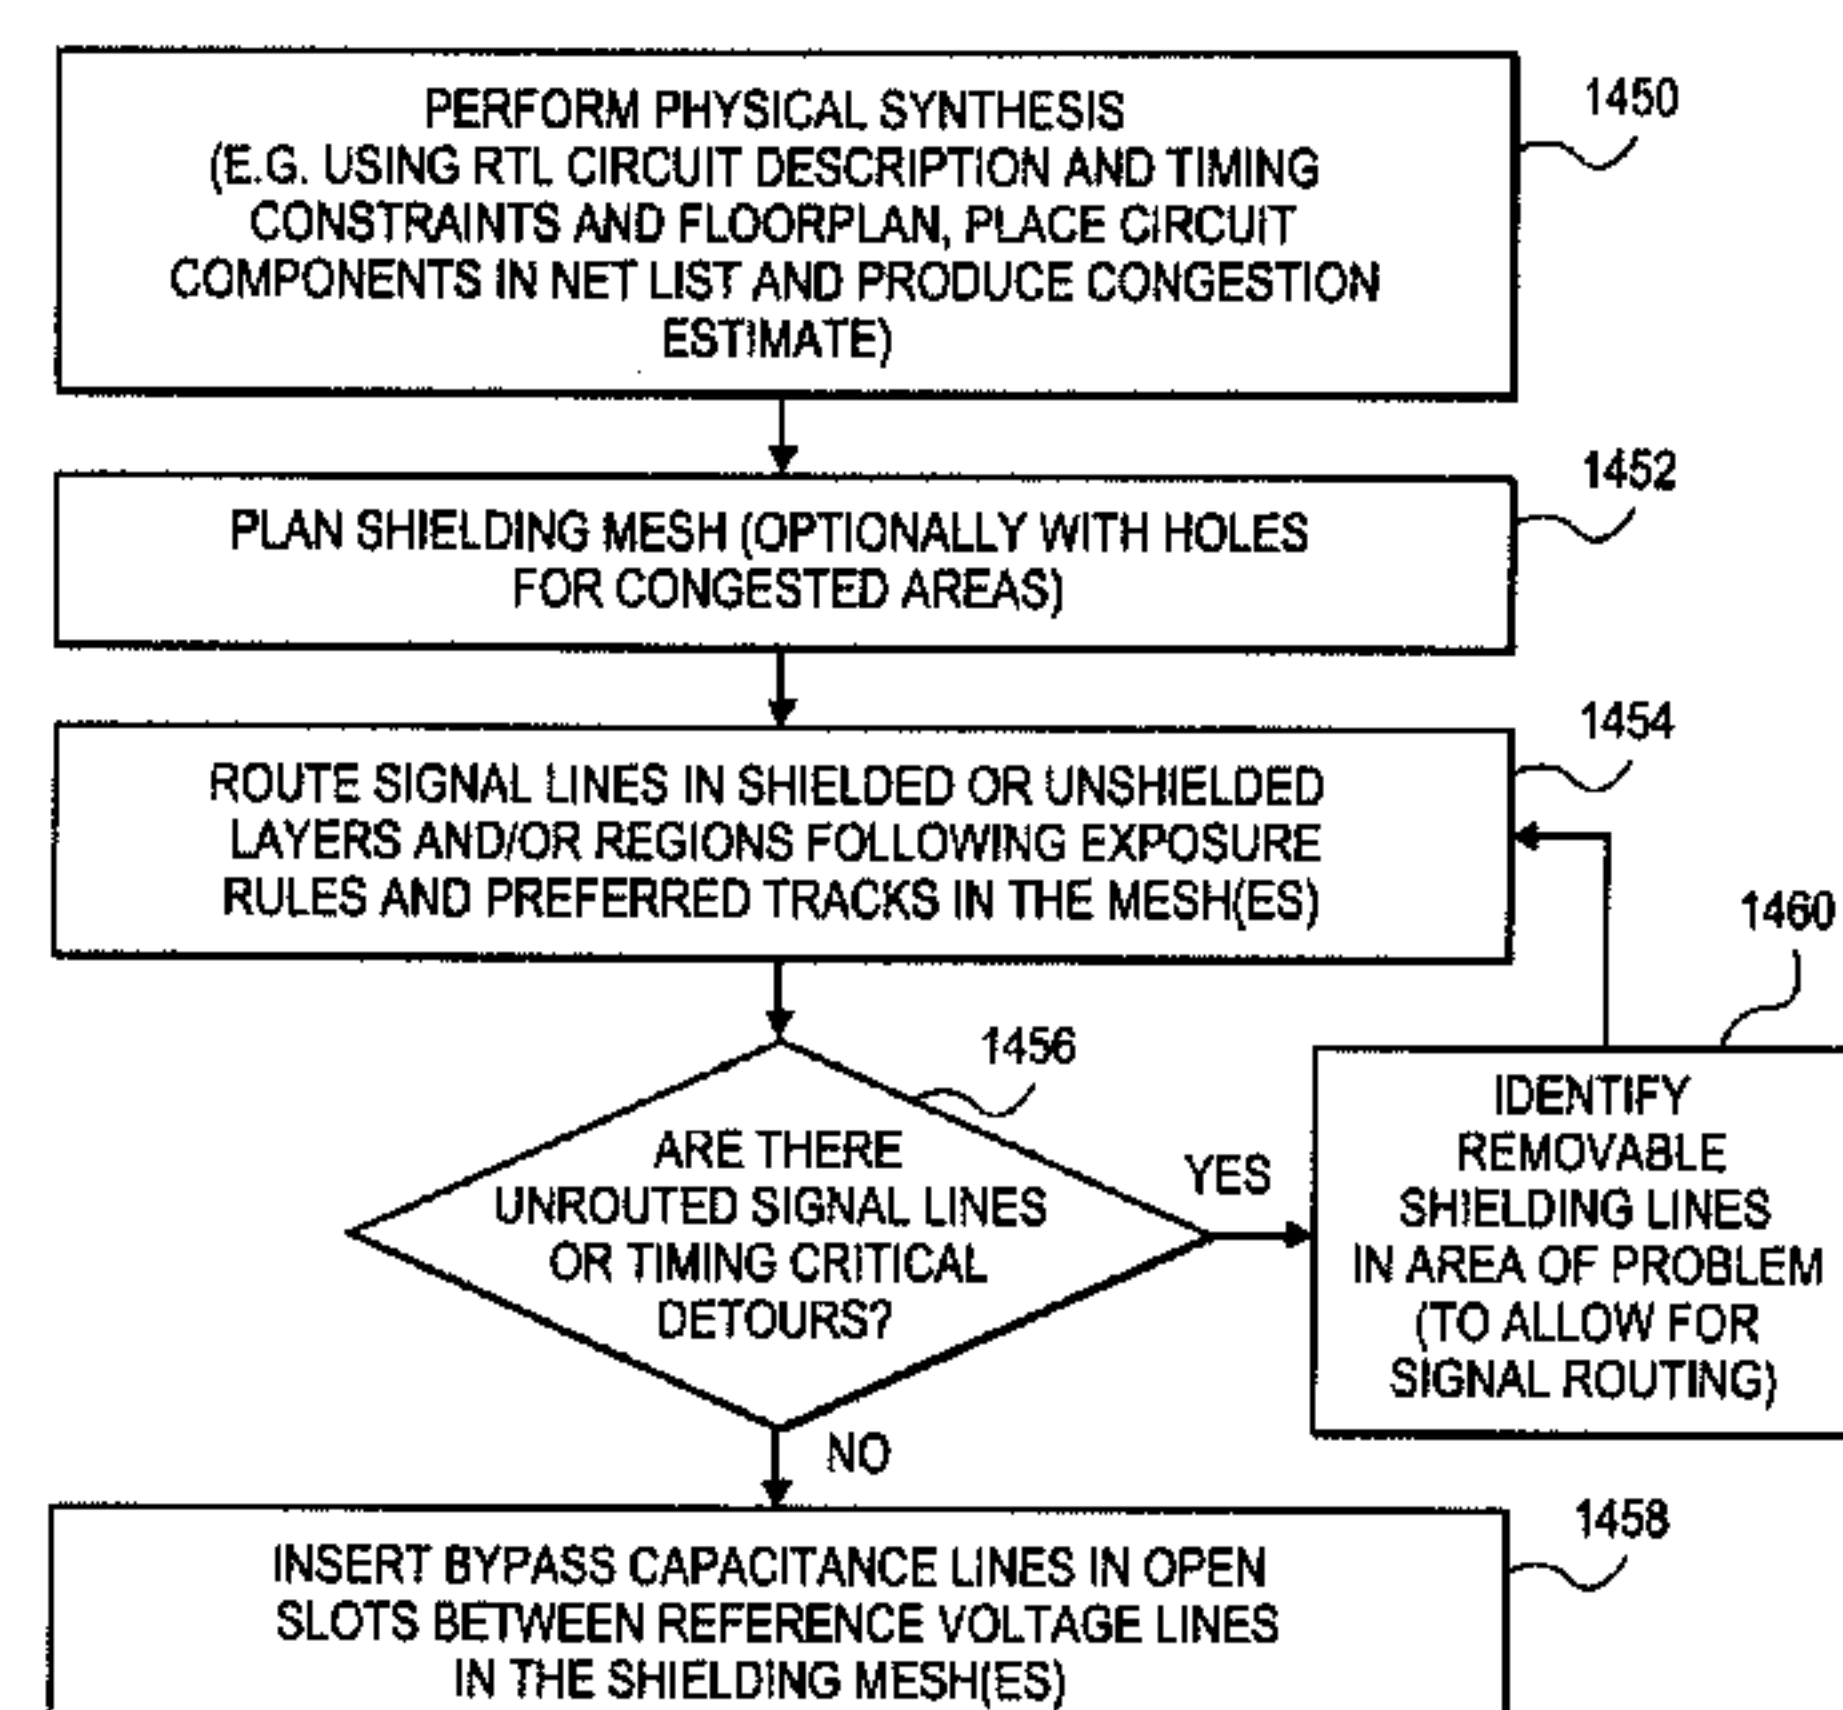 1450
PERFORM PHYSICAL SYNTHESIS
(E.G. USING RTL CIRCUIT DESCRIPTION AND TIMING
CONSTRAINTS AND FLOORPLAN, PLACE CIRCUIT
COMPONENTS IN NET LIST AND PRODUCE CONGESTION
ESTIMATE)
1452
PLAN SHIELDING MESH (OPTIONALLY WITH HOLES
FOR CONGESTED AREAS)
1454
ROUTE SIGNAL LINES IN SHIELDED OR UNSHIELDED
LAYERS AND/OR REGIONS FOLLOWING EXPOSURE
RULES AND PREFERRED TRACKS IN THE MESH(ES)
1456
ARE THERE
UNROUTED SIGNAL LINES
OR TIMING CRITICAL
DETOURS?
YES
1460
IDENTIFY
REMOVABLE
SHIELDING LINES
IN AREA OF PROBLEM
(TO ALLOW FOR
SIGNAL ROUTING)
NO
1458
INSERT BYPASS CAPACITANCE LINES IN OPEN
SLOTS BETWEEN REFERENCE VOLTAGE LINES
IN THE SHIELDING MESH(ES)